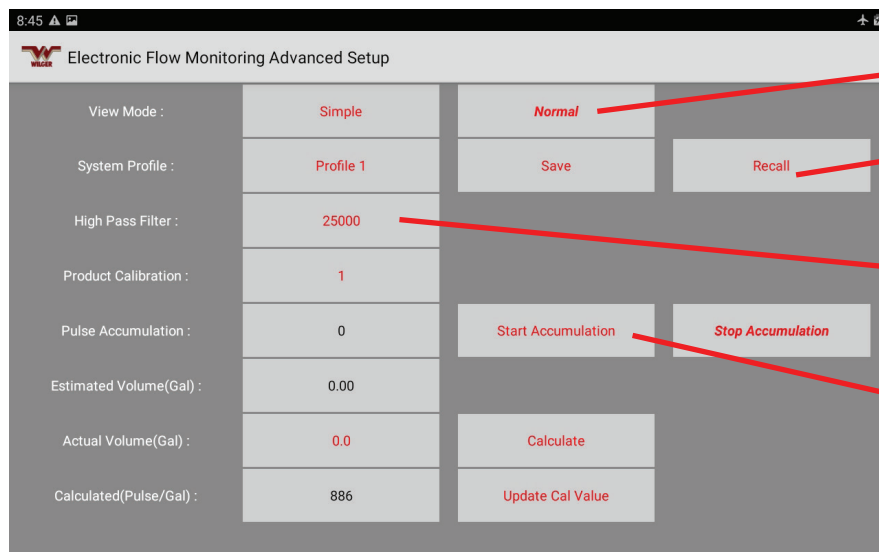 8:45
WILGER Electronic Flow Monitoring Advanced Setup
View Mode : Simple Normal
System Profile : Profile 1 Save Recall
High Pass Filter : 25000
Product Calibration : 1
Pulse Accumulation : 0 Start Accumulation Stop Accumulation
Estimated Volume(Gal) : 0.00
Actual Volume(Gal) : 0.0 Calculate
Calculated(Pulse/Gal) : 886 Update Cal Value